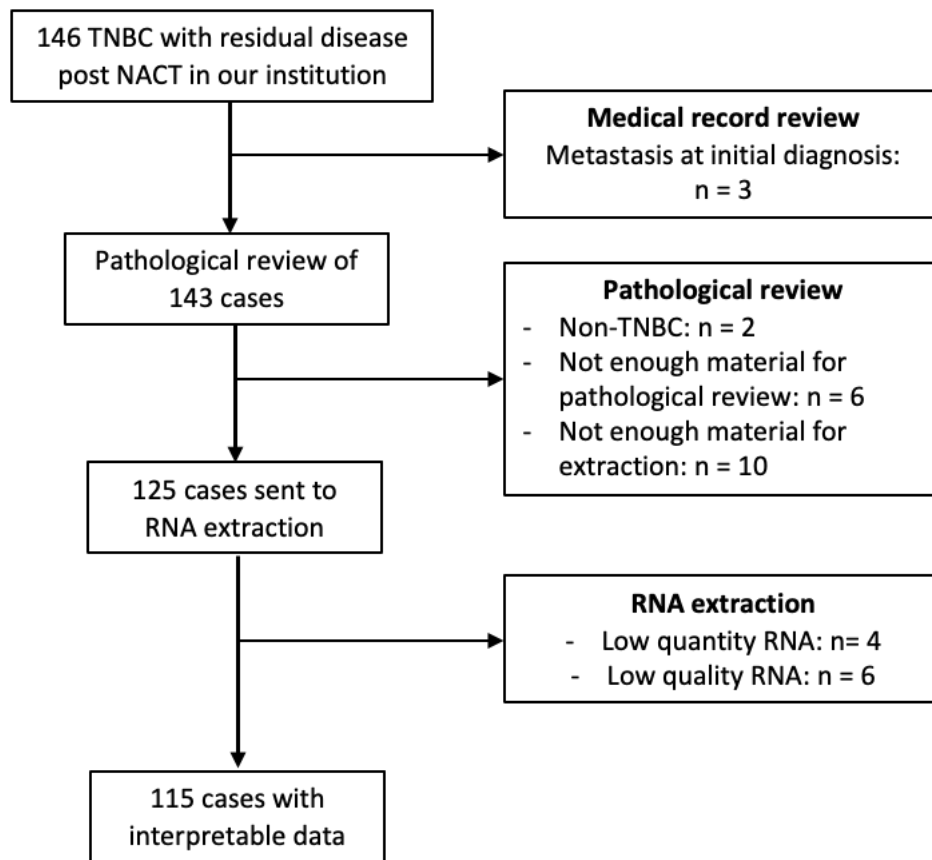 146 TNBC with residual disease
post NACT in our institution
Medical record review
Metastasis at initial diagnosis:
n = 3
Pathological review of
143 cases
Pathological review
- Non-TNBC: n = 2
- Not enough material for
pathological review: n = 6
- Not enough material for
extraction: n = 10
125 cases sent to
RNA extraction
RNA extraction
- Low quantity RNA: n= 4
- Low quality RNA: n = 6
115 cases with
interpretable data